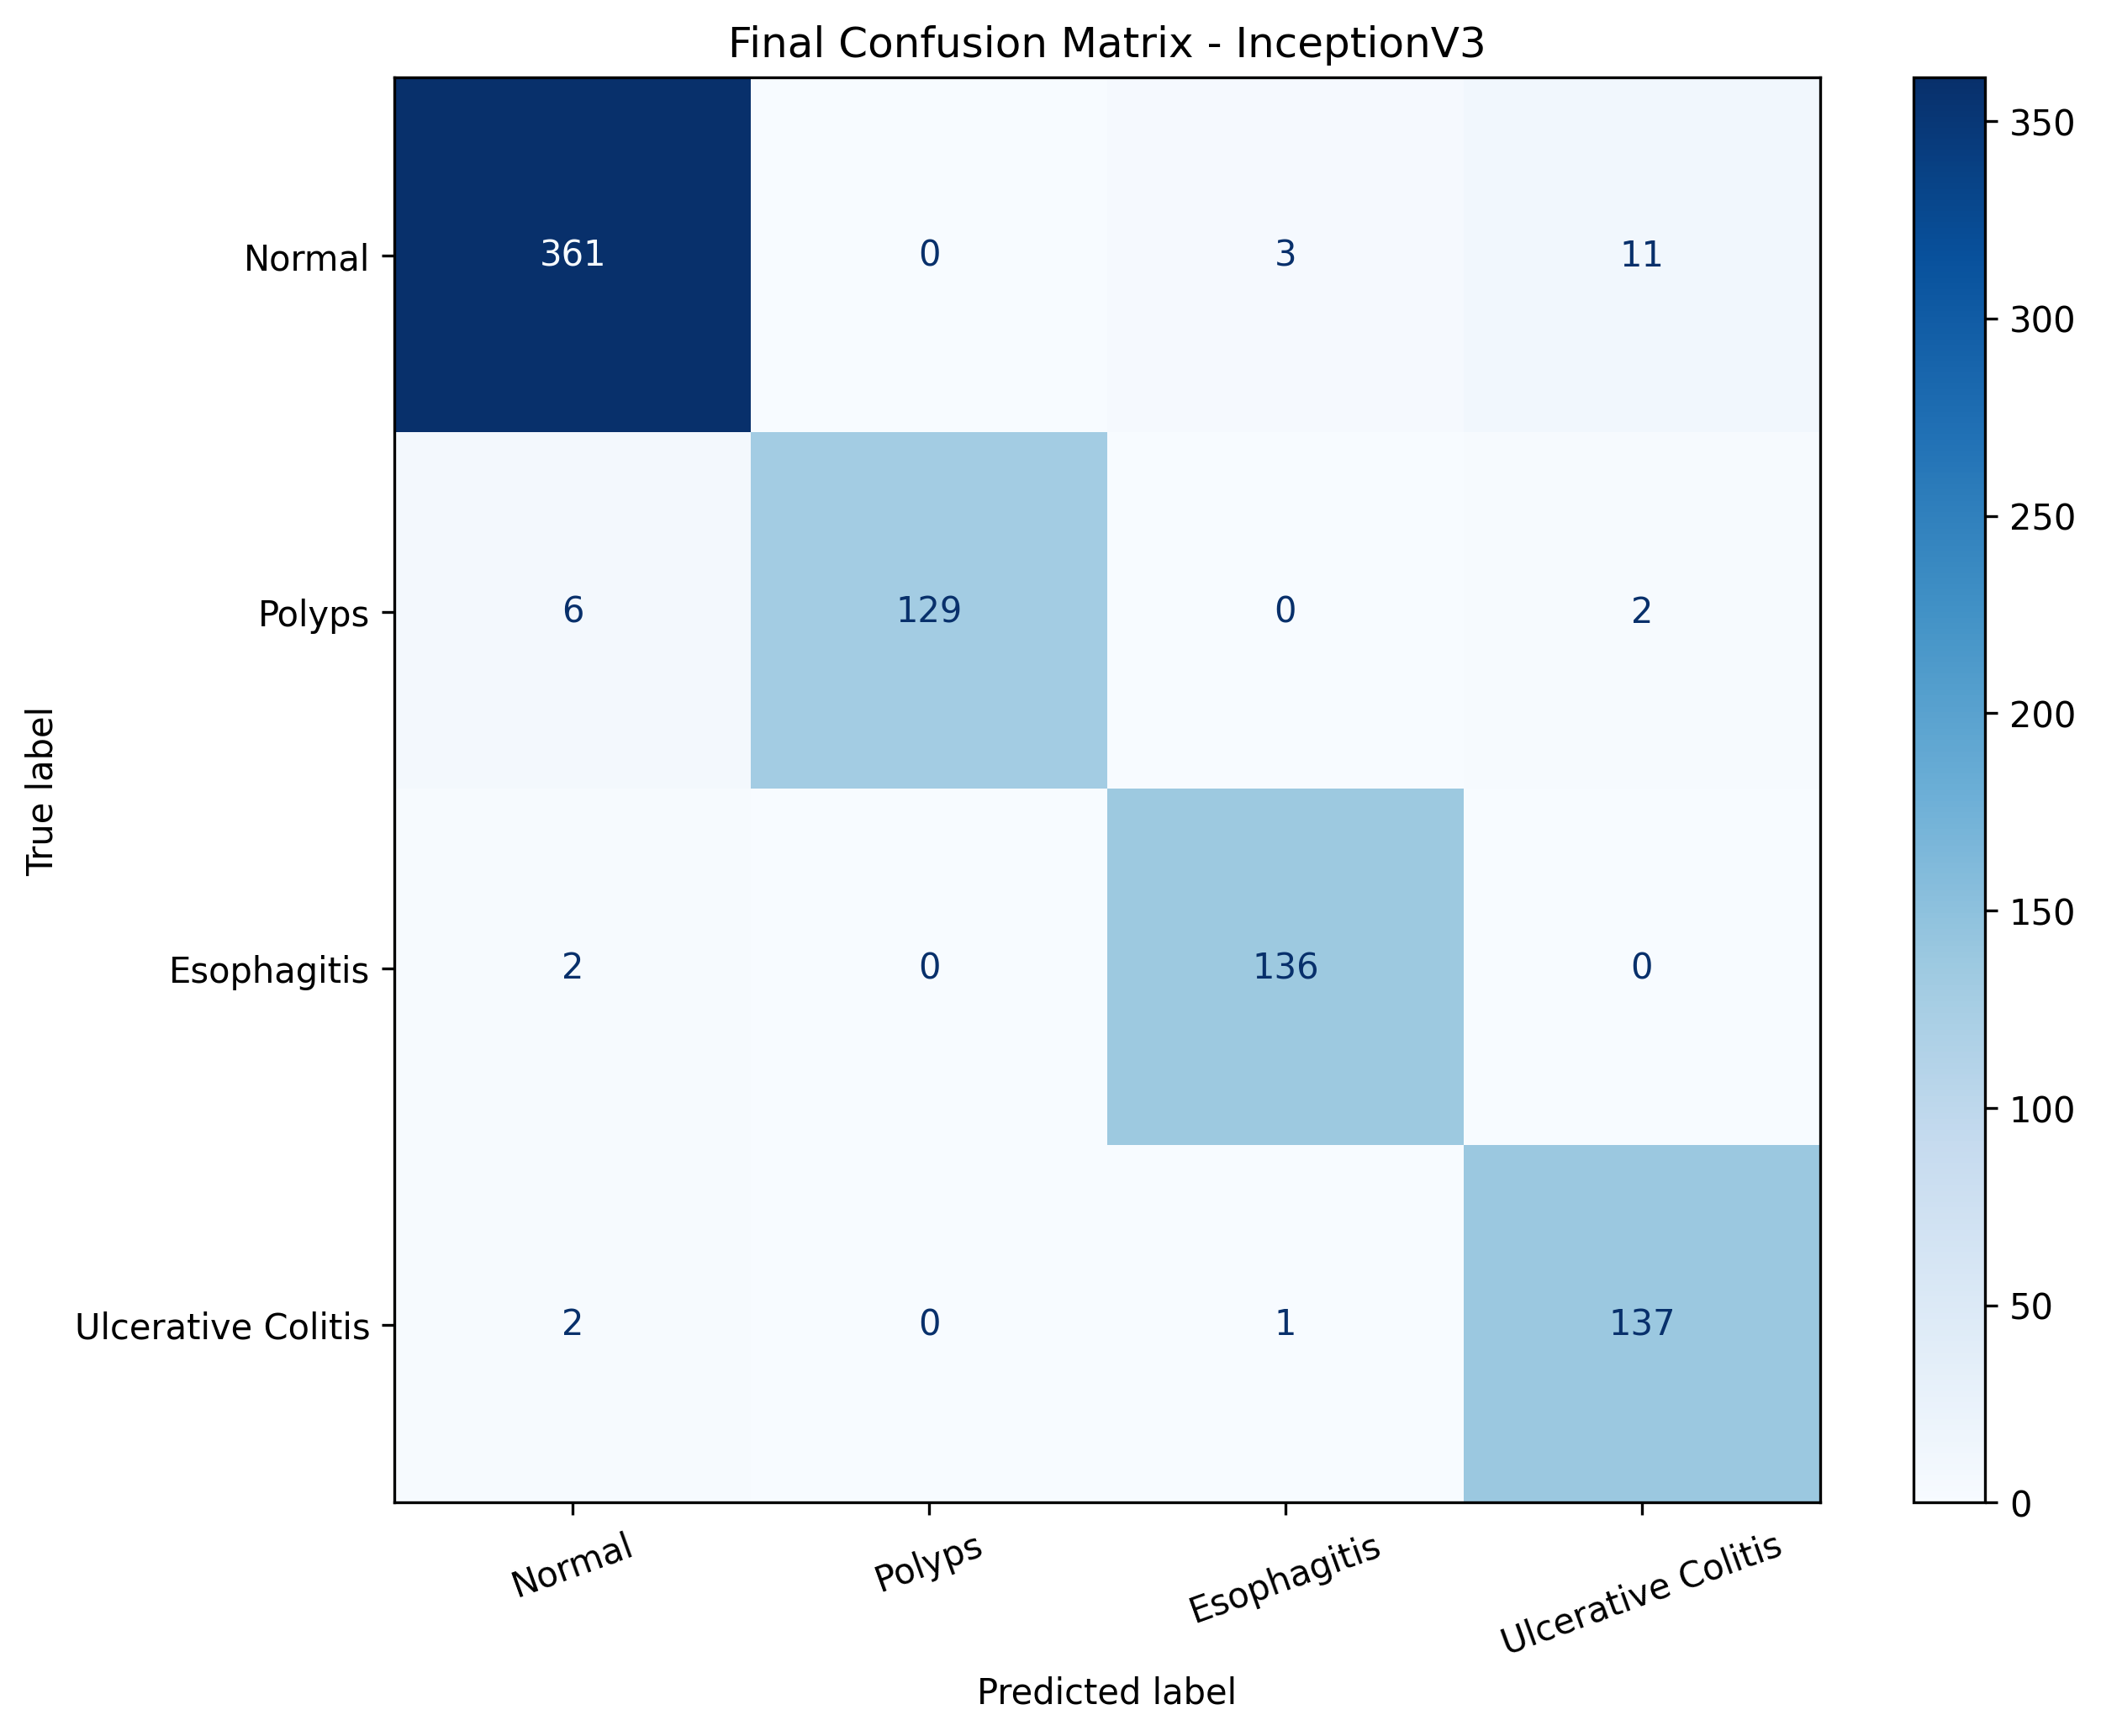 Final Confusion Matrix - InceptionV3
Normal 361 0 3 11
Polyps 6 129 0 2
Esophagitis 2 0 136 0
Ulcerative Colitis 2 0 1 137
True label
Normal Polyps Esophagitis Ulcerative Colitis
Predicted label
350
300
250
200
150
100
50
0